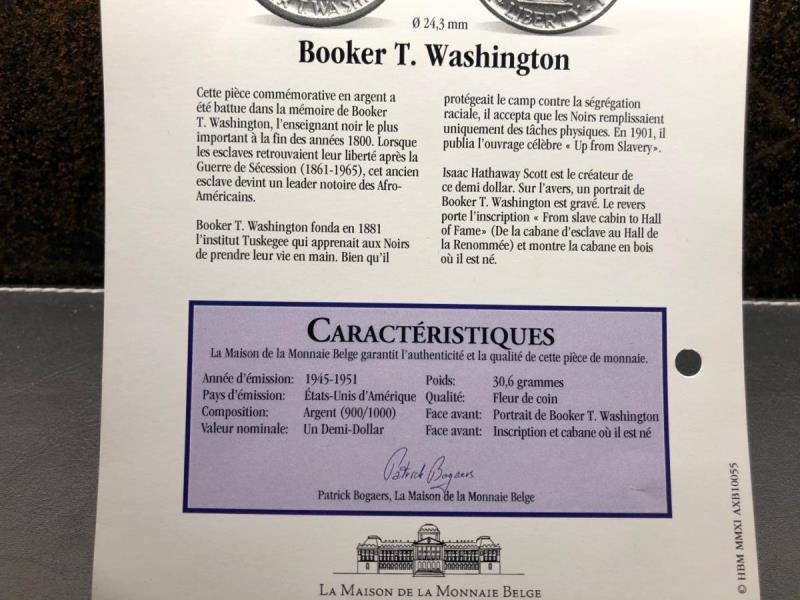 T WASH
LIBERTY
Ø 24,3 mm
Booker T. Washington
Cette pièce commémorative en argent a
été battue dans la mémoire de Booker
T. Washington, l'enseignant noir le plus
important à la fin des années 1800. Lorsque
les esclaves retrouvaient leur liberté après la
Guerre de Sécession (1861-1965), cet ancien
esclave devint un leader notoire des Afro-
Américains.
Booker T. Washington fonda en 1881
l'institut Tuskegee qui apprenait aux Noirs
de prendre leur vie en main. Bien qu'il
protégeait le camp contre la ségrégation
raciale, il accepta que les Noirs remplissaient
uniquement des tâches physiques. En 1901, il
publia l'ouvrage célèbre « Up from Slavery».
Isaac Hathaway Scott est le créateur de
ce demi dollar. Sur l'avers, un portrait de
Booker T. Washington est gravé. Le revers
porte l'inscription « From slave cabin to Hall
of Fame» (De la cabane d'esclave au Hall de
la Renommée) et montre la cabane en bois
où il est né.
CARACTÉRISTIQUES
La Maison de la Monnaie Belge garantit l'authenticité et la qualité de cette pièce de monnaie.
Année d'émission: 1945-1951 Poids: 30,6 grammes
Pays d'émission: États-Unis d'Amérique Qualité: Fleur de coin
Composition: Argent (900/1000) Face avant: Portrait de Booker T. Washington
Valeur nominale: Un Demi-Dollar Face avant: Inscription et cabane où il est né
Patrick Bogaers
Patrick Bogaers, La Maison de la Monnaie Belge
LA MAISON DE LA MONNAIE BELGE
© HBM MMXI AXB10055